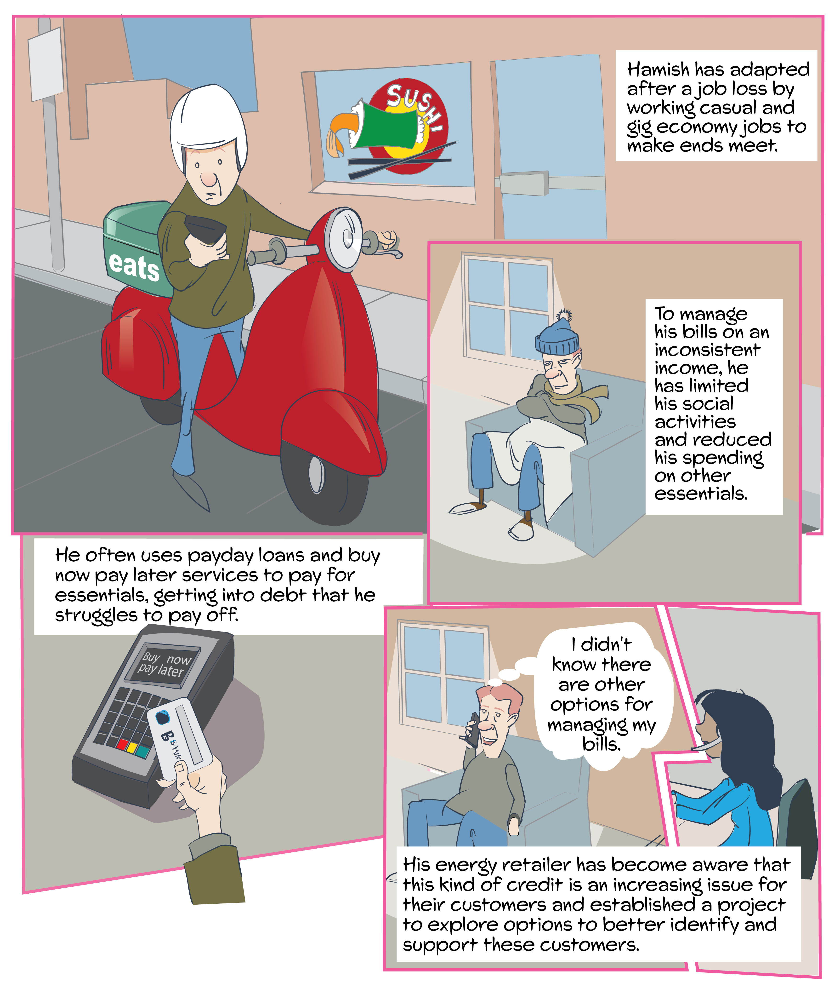 Hamish has adapted
after a job loss by
working casual and
gig economy jobs to
make ends meet.
SUSHI
eats
To manage
his bills on an
inconsistent
income, he
has limited
his social
activities
and reduced
his spending
on other
essentials.
He often uses payday loans and buy
now pay later services to pay for
essentials, getting into debt that he
struggles to pay off.
Buy now
pay later
B BANK
I didn't
know there
are other
options for
managing my
bills.
His energy retailer has become aware that
this kind of credit is an increasing issue for
their customers and established a project
to explore options to better identify and
support these customers.